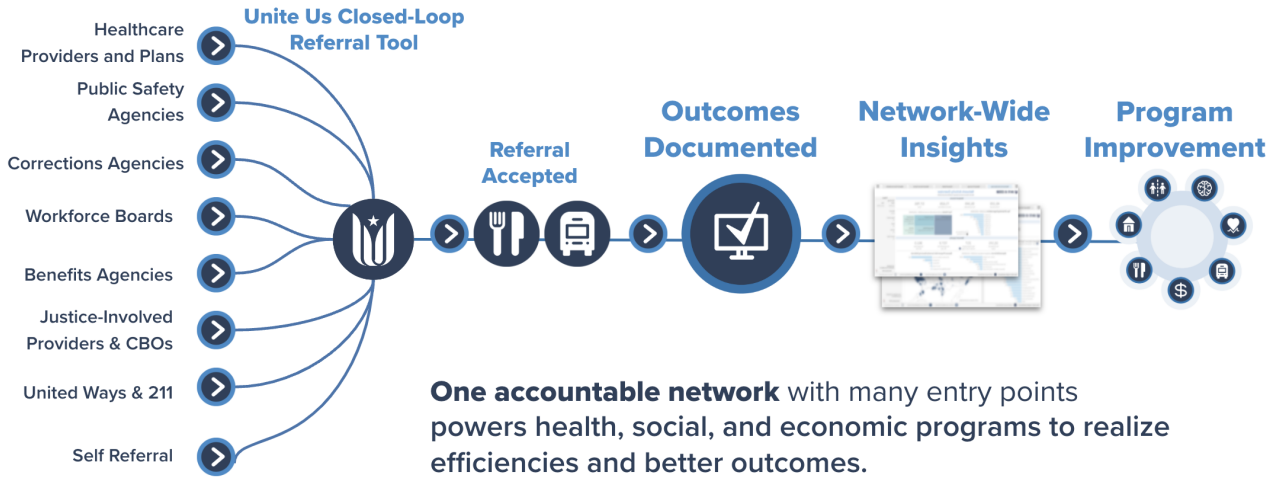 Healthcare
Providers and Plans
Public Safety
Agencies
Corrections Agencies
Workforce Boards
Benefits Agencies
Justice-Involved
Providers & CBOs
United Ways & 211
Self Referral
Unite Us Closed-Loop
Referral Tool
Referral
Accepted
Outcomes
Documented
Network-Wide
Insights
Program
Improvement
$
One accountable network with many entry points
powers health, social, and economic programs to realize
efficiencies and better outcomes.